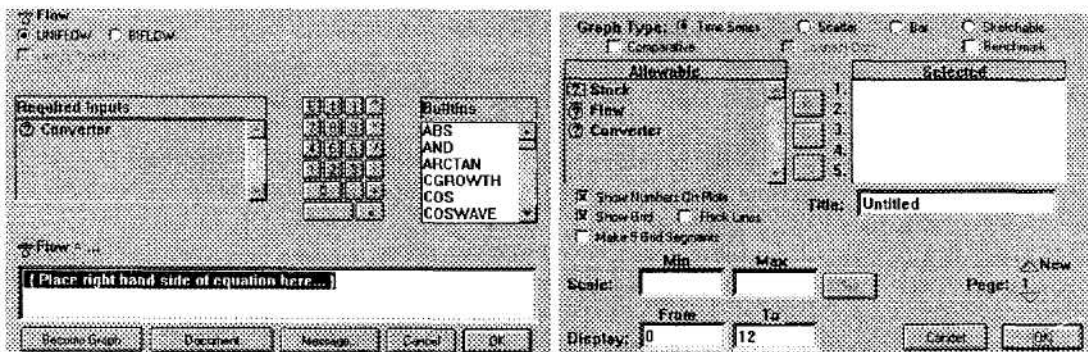 Flow
UNIFLOW BIFLOW
Required Inputs
Converter
Builtins
ABS
AND
ARCTAN
CGROWTH
COS
COSWAVE
Flow = ...
{ Place right hand side of equation here... }
Become Graph Document Message... Cancel OK
Graph Type: Time Series Scatter Bar Sketchable
Comparative Benchmark
Allowable Selected
Stock
Flow
Converter
1.
2.
3.
4.
5.
Show Numbers On Plots
Show Grid Thick Lines
Make 5 Grid Segments
Title: Untitled
Min Max
Scale: Set
From To
Display: 0 12
New
Page: 1
Cancel OK